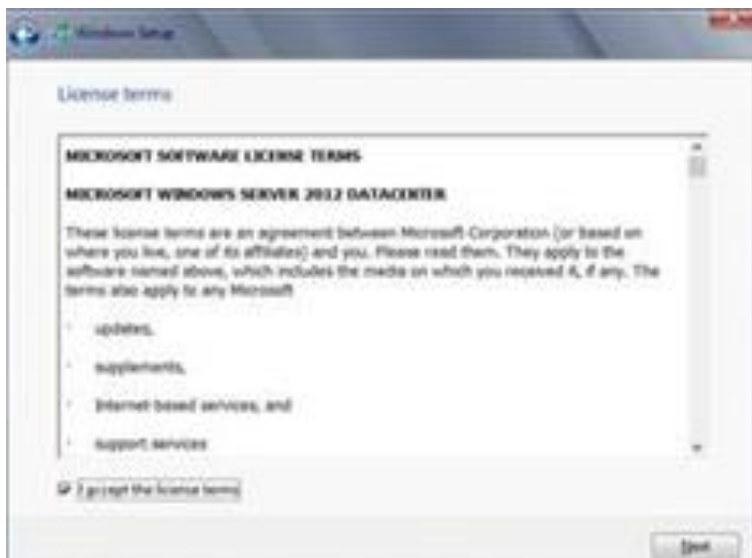 Windows Setup
License terms
MICROSOFT SOFTWARE LICENSE TERMS
MICROSOFT WINDOWS SERVER 2012 DATACENTER
These license terms are an agreement between Microsoft Corporation (or based on
where you live, one of its affiliates) and you. Please read them. They apply to the
software named above, which includes the media on which you received it, if any. The
terms also apply to any Microsoft
· updates,
· supplements,
· Internet-based services, and
· support services
I accept the license terms
Next